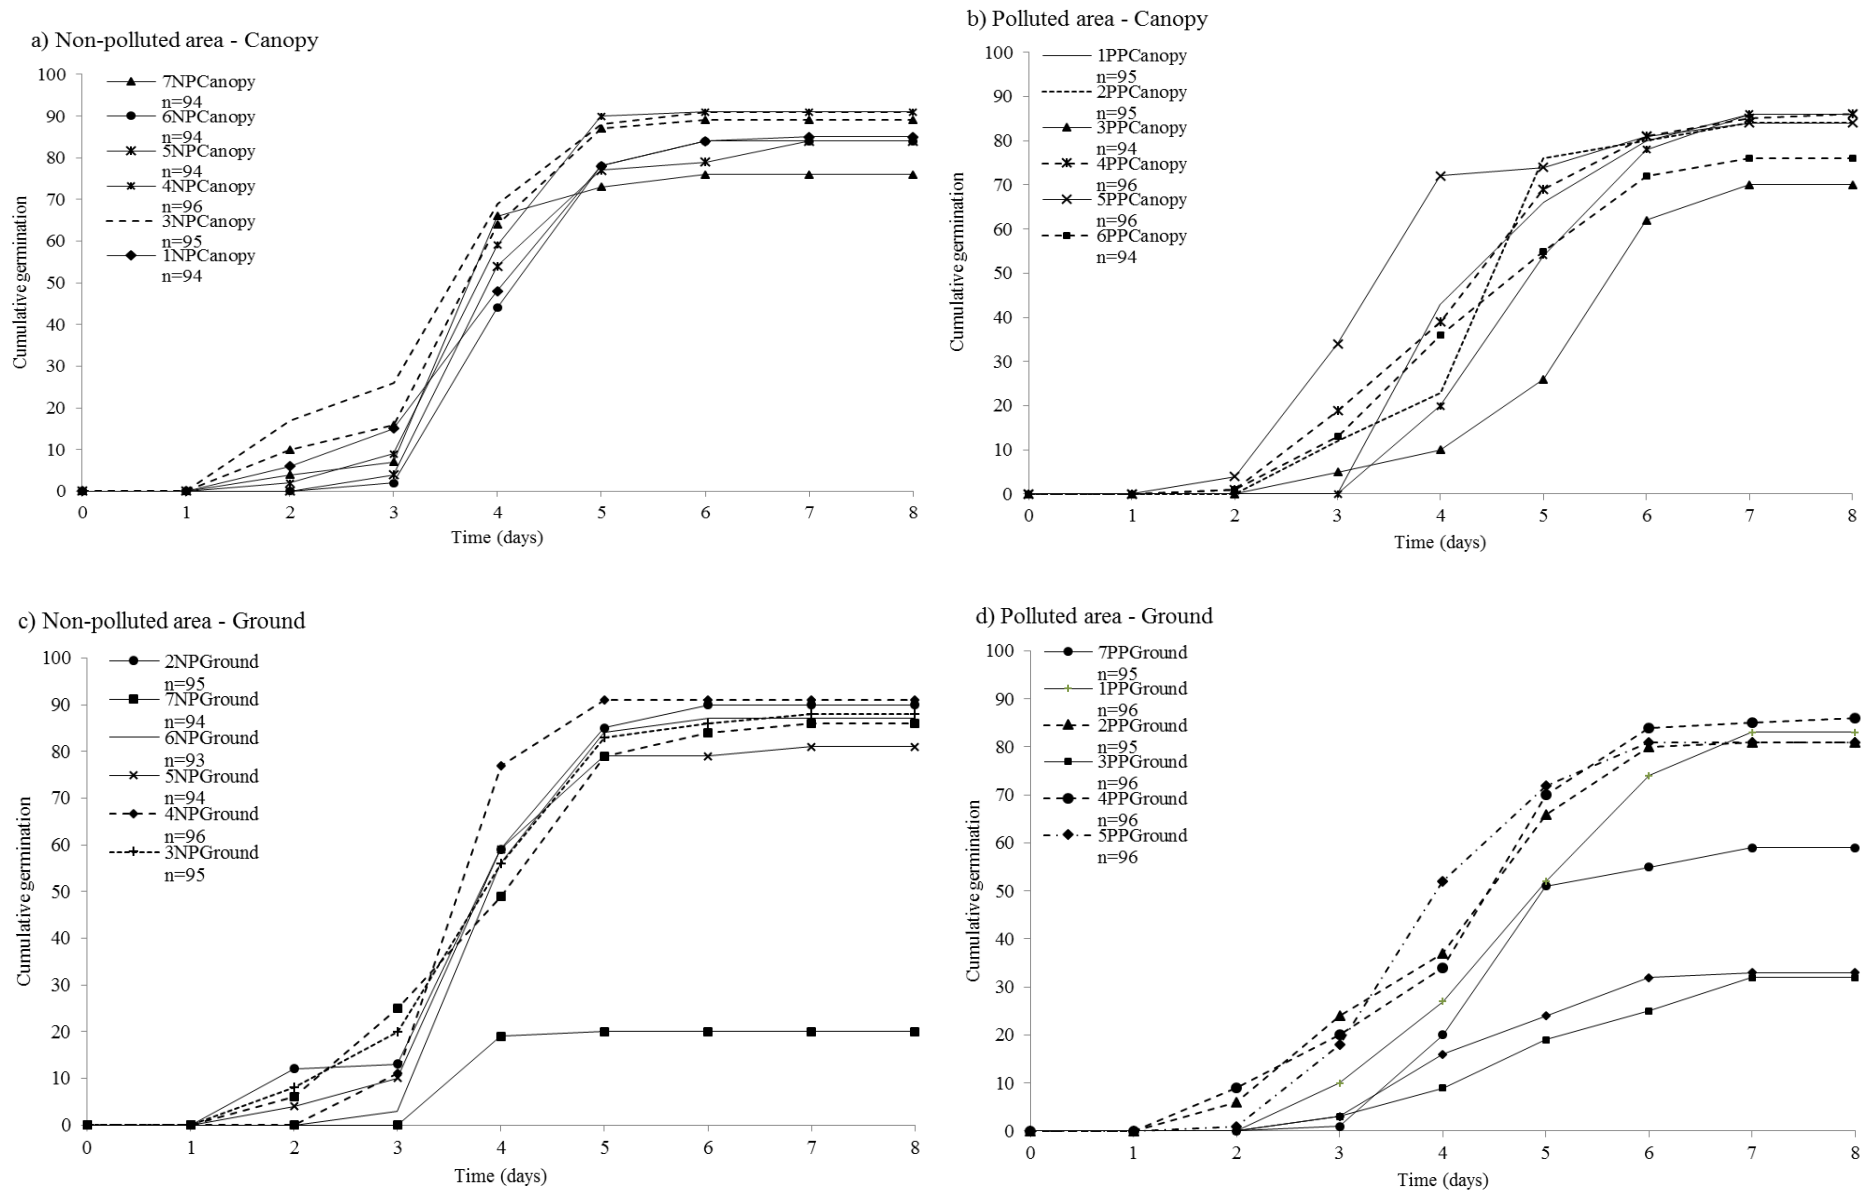 a) Non-polluted area - Canopy
100
90
80
70
60
50
40
30
20
10
0
Cumulative germination
7NPCanopy
n=94
6NPCanopy
n=94
5NPCanopy
n=94
4NPCanopy
n=96
3NPCanopy
n=95
1NPCanopy
n=94
0 1 2 3 4 5 6 7 8
Time (days)
b) Polluted area - Canopy
100
90
80
70
60
50
40
30
20
10
0
Cumulative germination
1PPCanopy
n=95
2PPCanopy
n=95
3PPCanopy
n=94
4PPCanopy
n=96
5PPCanopy
n=96
6PPCanopy
n=94
0 1 2 3 4 5 6 7 8
Time (days)
c) Non-polluted area - Ground
100
90
80
70
60
50
40
30
20
10
0
Cumulative germination
2NPGround
n=95
7NPGround
n=94
6NPGround
n=93
5NPGround
n=94
4NPGround
n=96
3NPGround
n=95
0 1 2 3 4 5 6 7 8
Time (days)
d) Polluted area - Ground
100
90
80
70
60
50
40
30
20
10
0
Cumulative germination
7PPGround
n=95
1PPGround
n=96
2PPGround
n=95
3PPGround
n=96
4PPGround
n=96
5PPGround
n=96
0 1 2 3 4 5 6 7 8
Time (days)